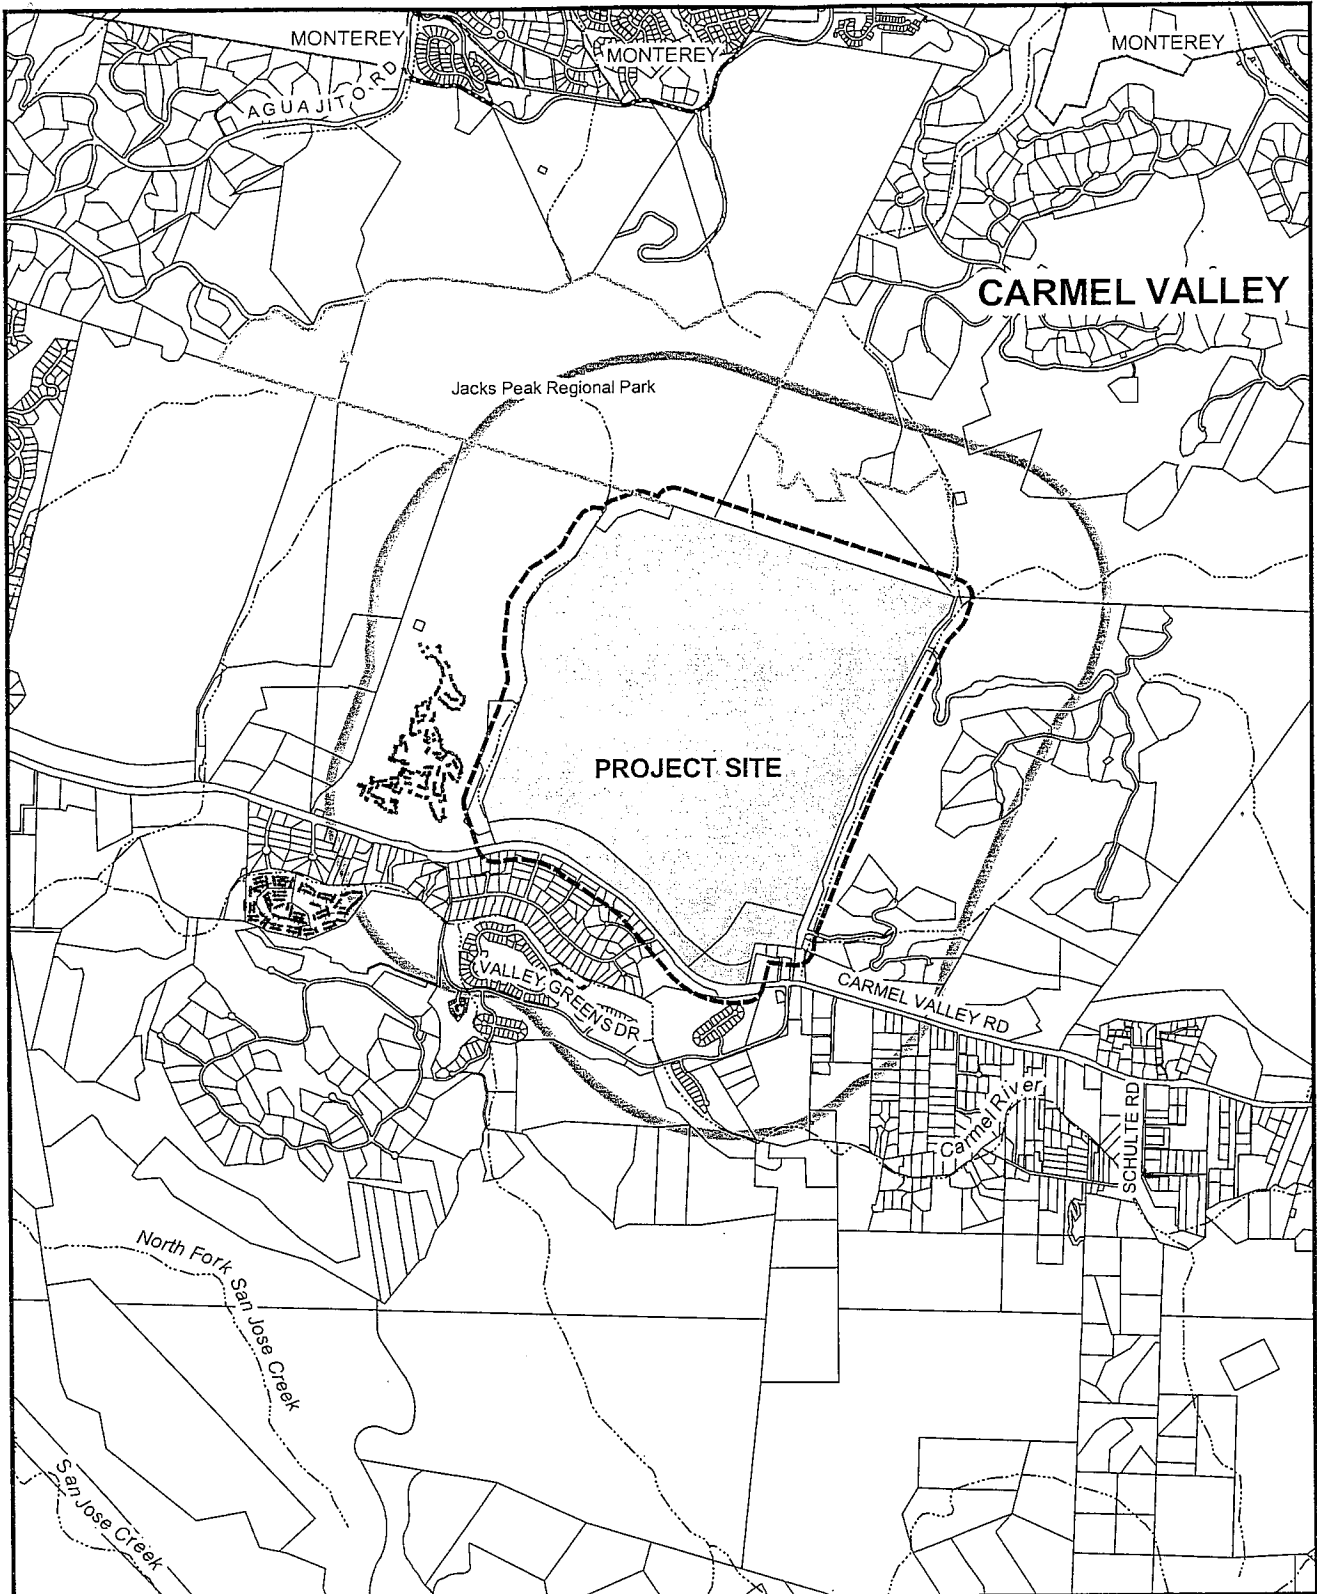 MONTEREY
MONTEREY
MONTEREY
AGUAJITO RD
CARMEL VALLEY
Jacks Peak Regional Park
PROJECT SITE
VALLEY GREENS DR
CARMEL VALLEY RD
Carmel River
SCHULTE RD
North Fork San Jose Creek
San Jose Creek